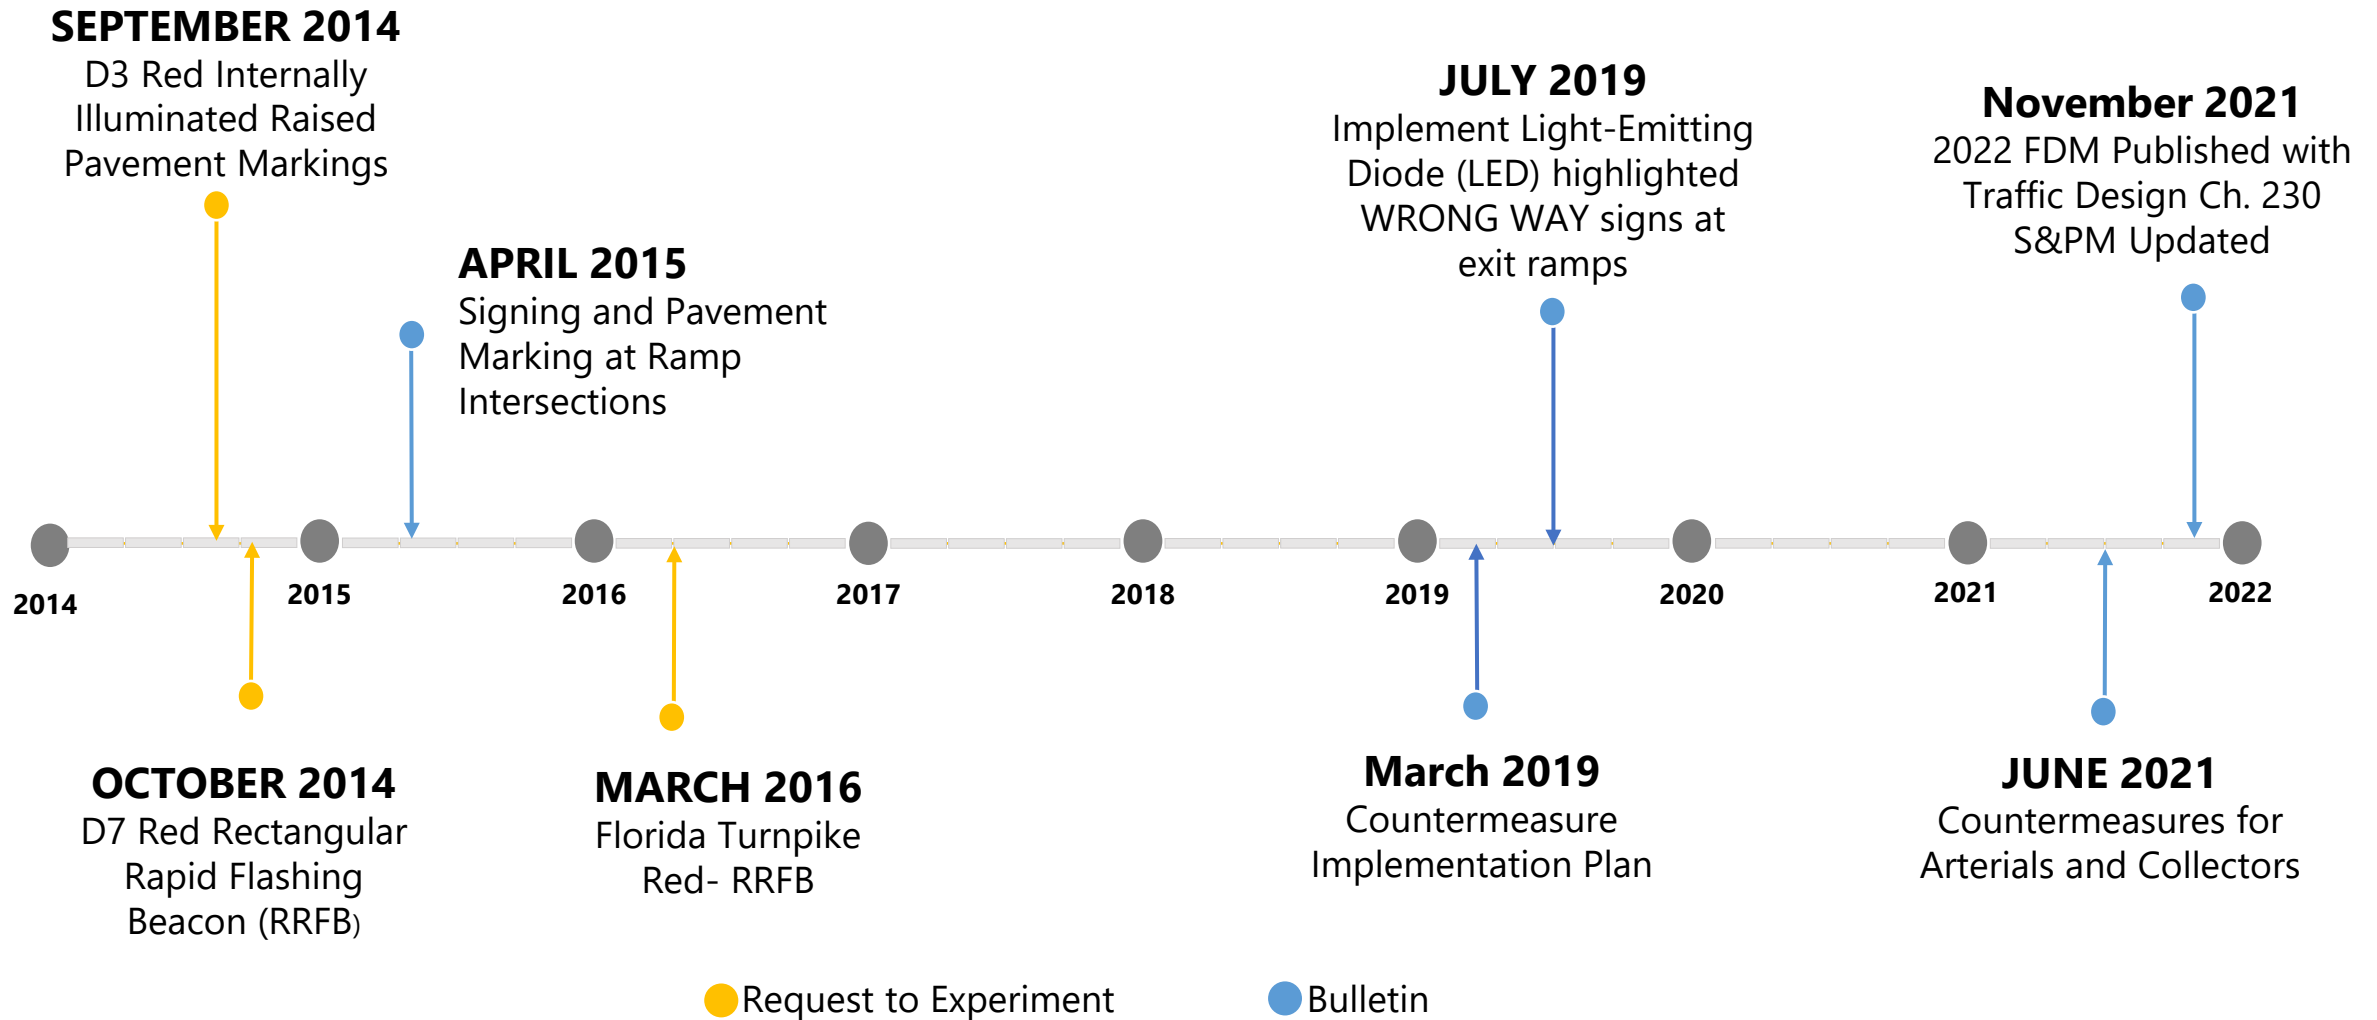 SEPTEMBER 2014
D3 Red Internally
Illuminated Raised
Pavement Markings
APRIL 2015
Signing and Pavement
Marking at Ramp
Intersections
JULY 2019
Implement Light-Emitting
Diode (LED) highlighted
WRONG WAY signs at
exit ramps
November 2021
2022 FDM Published with
Traffic Design Ch. 230
S&PM Updated
2014
2015
2016
2017
2018
2019
2020
2021
2022
OCTOBER 2014
D7 Red Rectangular
Rapid Flashing
Beacon (RRFB)
MARCH 2016
Florida Turnpike
Red- RRFB
March 2019
Countermeasure
Implementation Plan
JUNE 2021
Countermeasures for
Arterials and Collectors
Request to Experiment
Bulletin